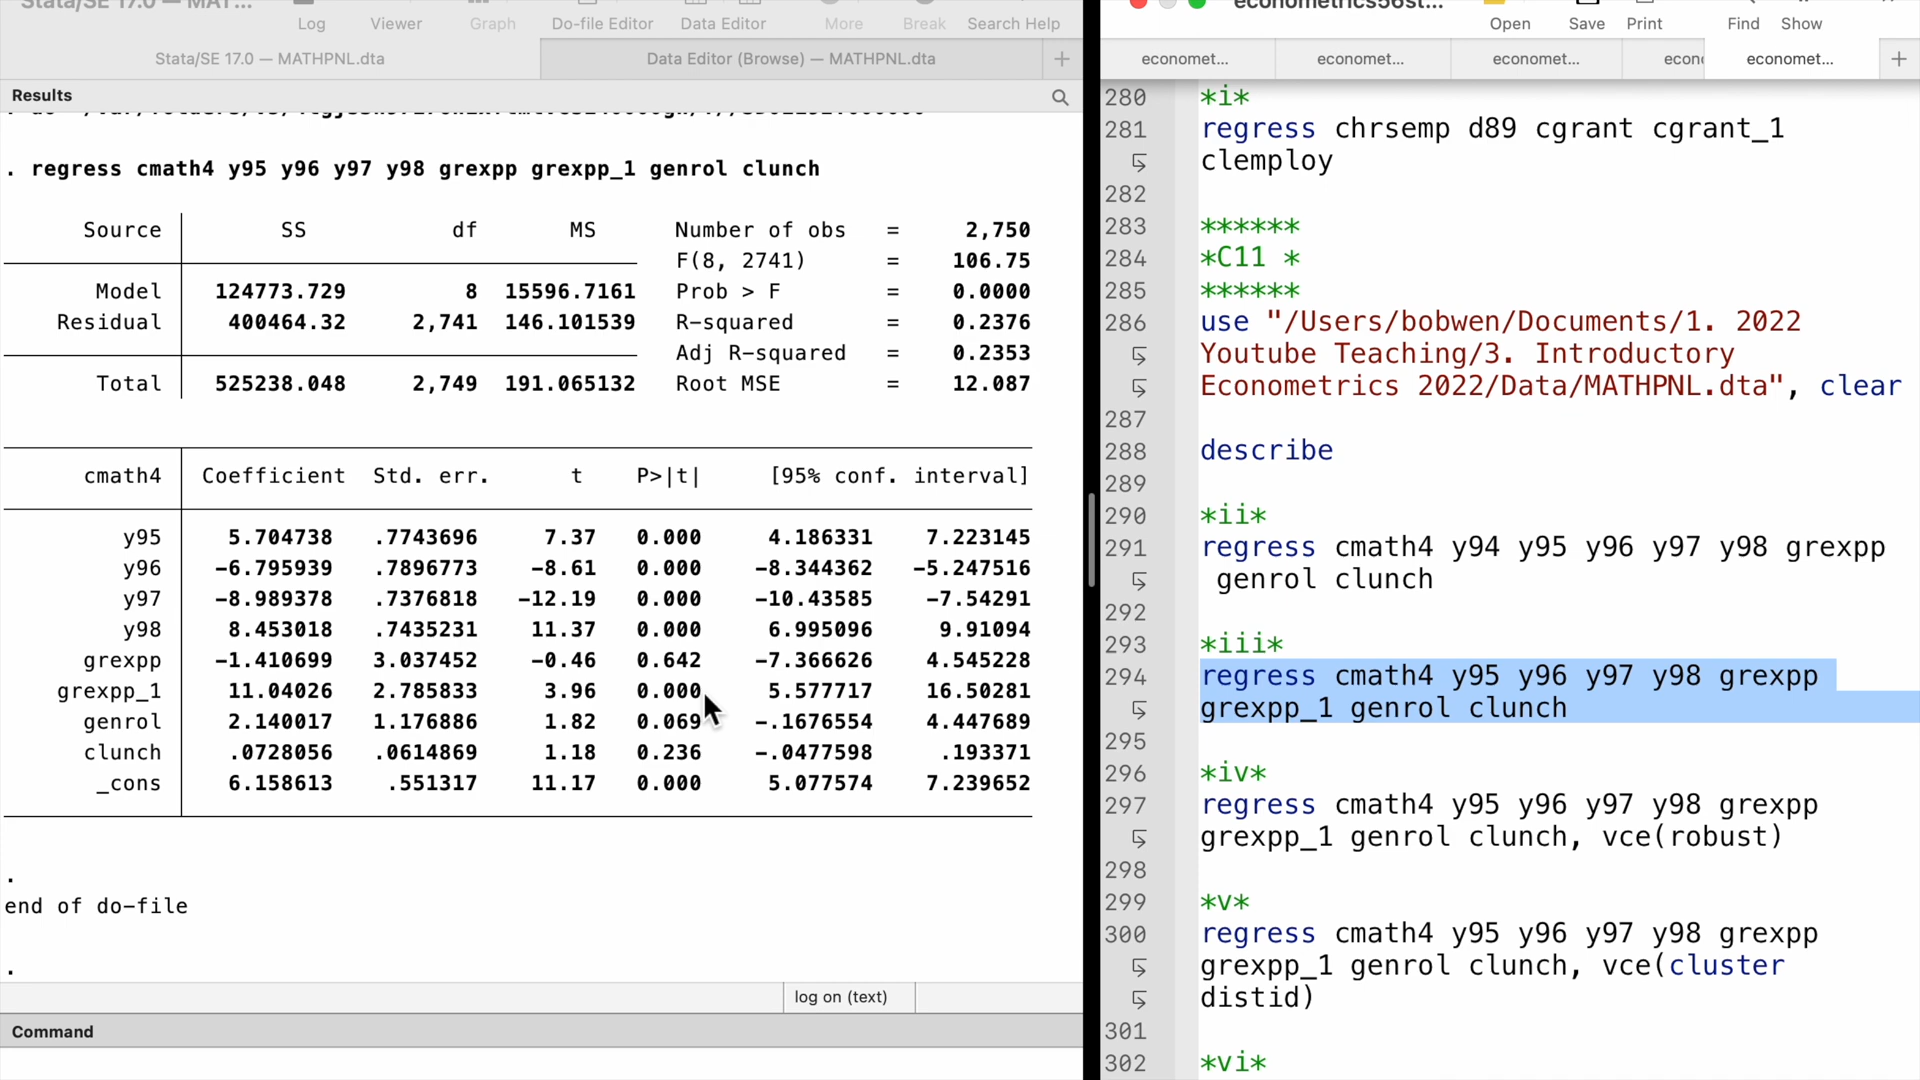 Stata/SE 17.0 — MAT...
Log Viewer Graph Do-file Editor Data Editor More Break Search Help
Stata/SE 17.0 — MATHPNL.dta Data Editor (Browse) — MATHPNL.dta +
Results
. regress cmath4 y95 y96 y97 y98 grexpp grexpp_1 genrol clunch
Source SS df MS Number of obs = 2,750
F(8, 2741) = 106.75
Model 124773.729 8 15596.7161 Prob > F = 0.0000
Residual 400464.32 2,741 146.101539 R-squared = 0.2376
Adj R-squared = 0.2353
Total 525238.048 2,749 191.065132 Root MSE = 12.087
cmath4 Coefficient Std. err. t P>|t| [95% conf. interval]
y95 5.704738 .7743696 7.37 0.000 4.186331 7.223145
y96 -6.795939 .7896773 -8.61 0.000 -8.344362 -5.247516
y97 -8.989378 .7376818 -12.19 0.000 -10.43585 -7.54291
y98 8.453018 .7435231 11.37 0.000 6.995096 9.91094
grexpp -1.410699 3.037452 -0.46 0.642 -7.366626 4.545228
grexpp_1 11.04026 2.785833 3.96 0.000 5.577717 16.50281
genrol 2.140017 1.176886 1.82 0.069 -.1676554 4.447689
clunch .0728056 .0614869 1.18 0.236 -.0477598 .193371
_cons 6.158613 .551317 11.17 0.000 5.077574 7.239652
.
end of do-file
.
log on (text)
Command
econometrics56st...
Open Save Print Find Show
economet... economet... economet... econ economet... +
280 *i*
281 regress chrsemp d89 cgrant cgrant_1
clemploy
282
283 ******
284 *C11 *
285 ******
286 use "/Users/bobwen/Documents/1. 2022
Youtube Teaching/3. Introductory
Econometrics 2022/Data/MATHPNL.dta", clear
287
288 describe
289
290 *ii*
291 regress cmath4 y94 y95 y96 y97 y98 grexpp
genrol clunch
292
293 *iii*
294 regress cmath4 y95 y96 y97 y98 grexpp
grexpp_1 genrol clunch
295
296 *iv*
297 regress cmath4 y95 y96 y97 y98 grexpp
grexpp_1 genrol clunch, vce(robust)
298
299 *v*
300 regress cmath4 y95 y96 y97 y98 grexpp
grexpp_1 genrol clunch, vce(cluster
distid)
301
302 *vi*